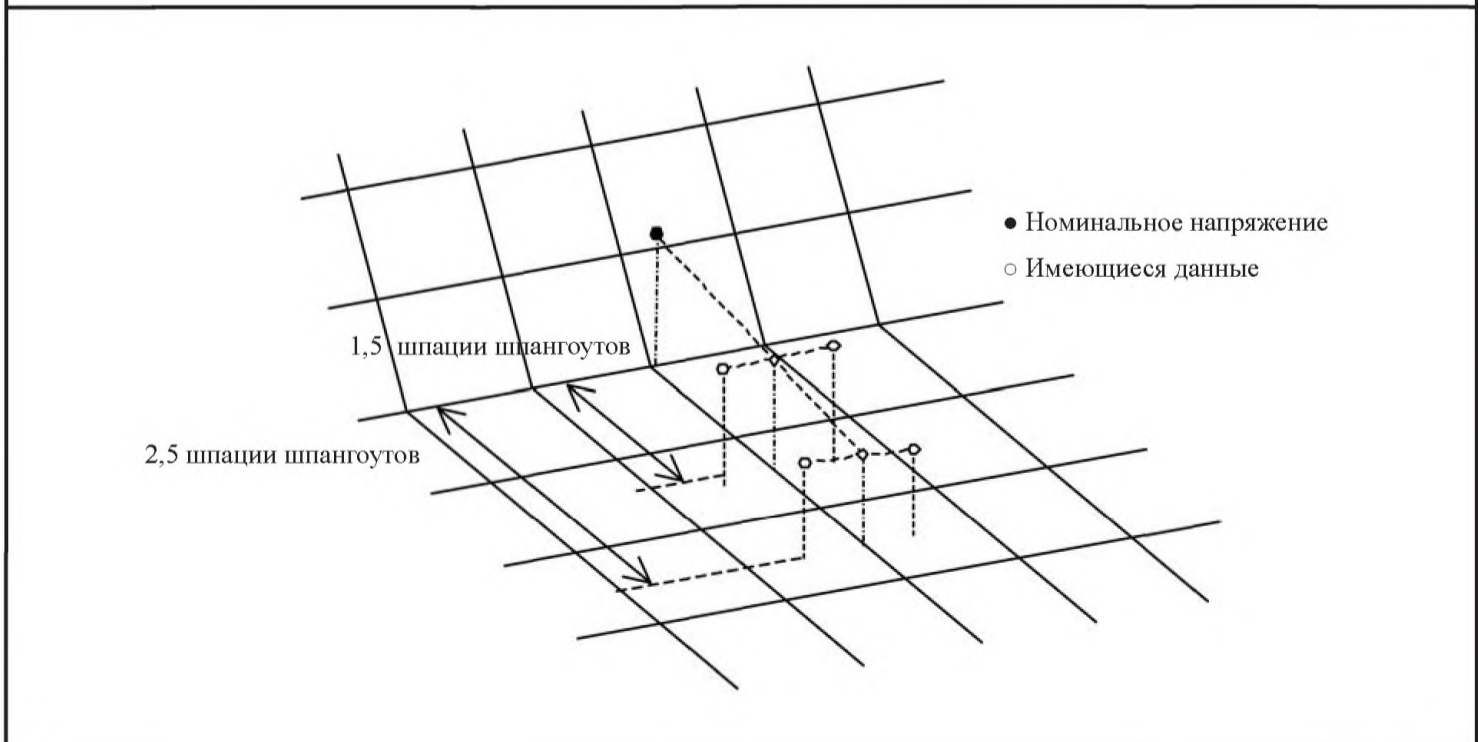 ● Номинальное напряжение
○ Имеющиеся данные
1,5 шпации шпангоутов
2,5 шпации шпангоутов